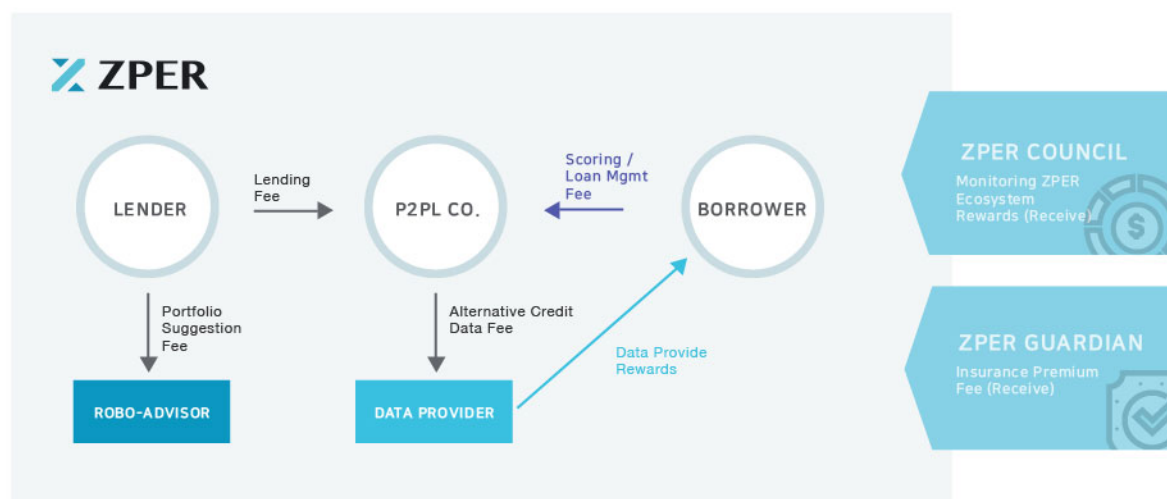 ZPER
LENDER
Lending
Fee
P2PL CO.
Scoring /
Loan Mgmt
Fee
BORROWER
Portfolio
Suggestion
Fee
Alternative Credit
Data Fee
Data Provide
Rewards
ROBO-ADVISOR
DATA PROVIDER
ZPER COUNCIL
Monitoring ZPER
Ecosystem
Rewards (Receive)
$
ZPER GUARDIAN
Insurance Premium
Fee (Receive)